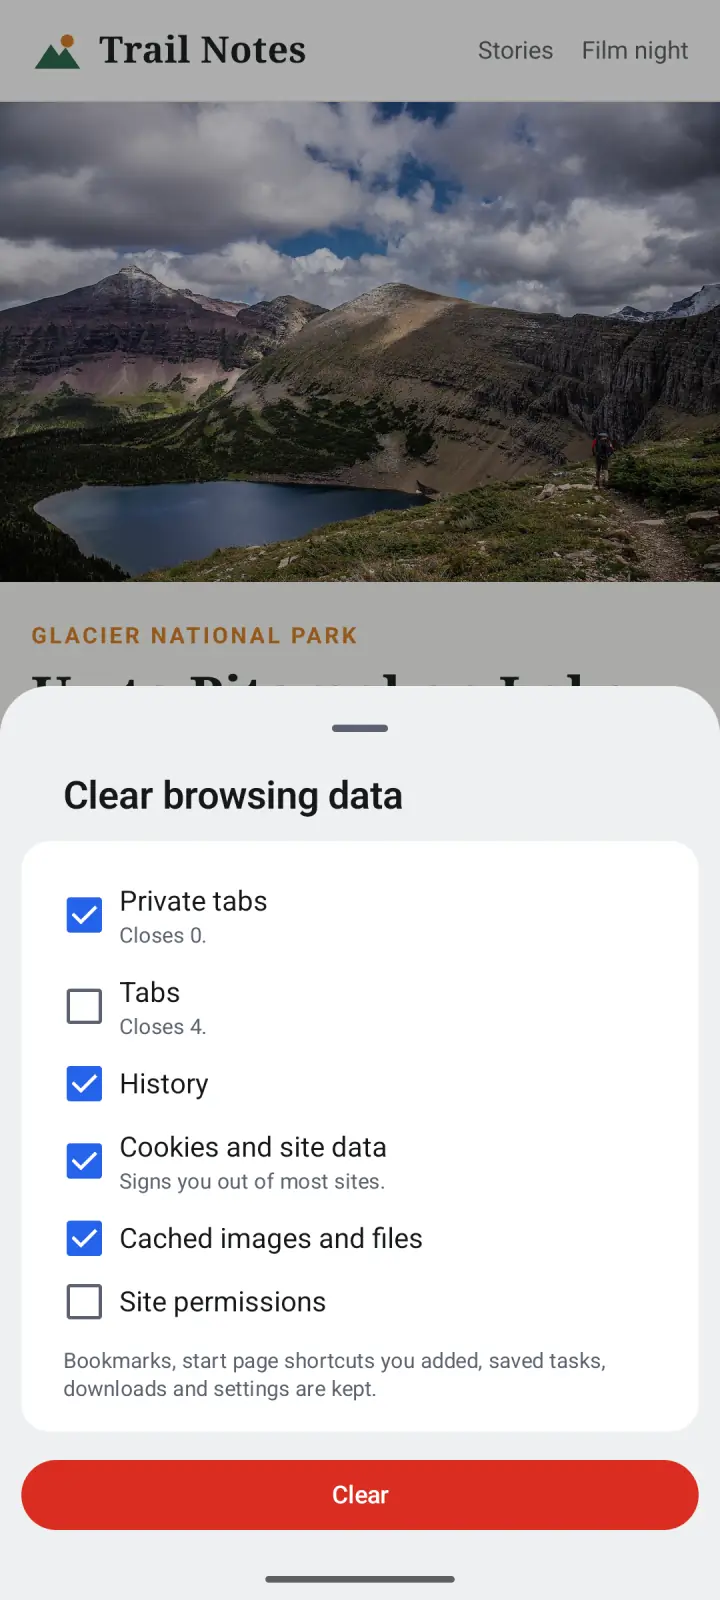 Trail Notes
Stories Film night
GLACIER NATIONAL PARK
Clear browsing data
Private tabs
Closes 0.
Tabs
Closes 4.
History
Cookies and site data
Signs you out of most sites.
Cached images and files
Site permissions
Bookmarks, start page shortcuts you added, saved tasks,
downloads and settings are kept.
Clear